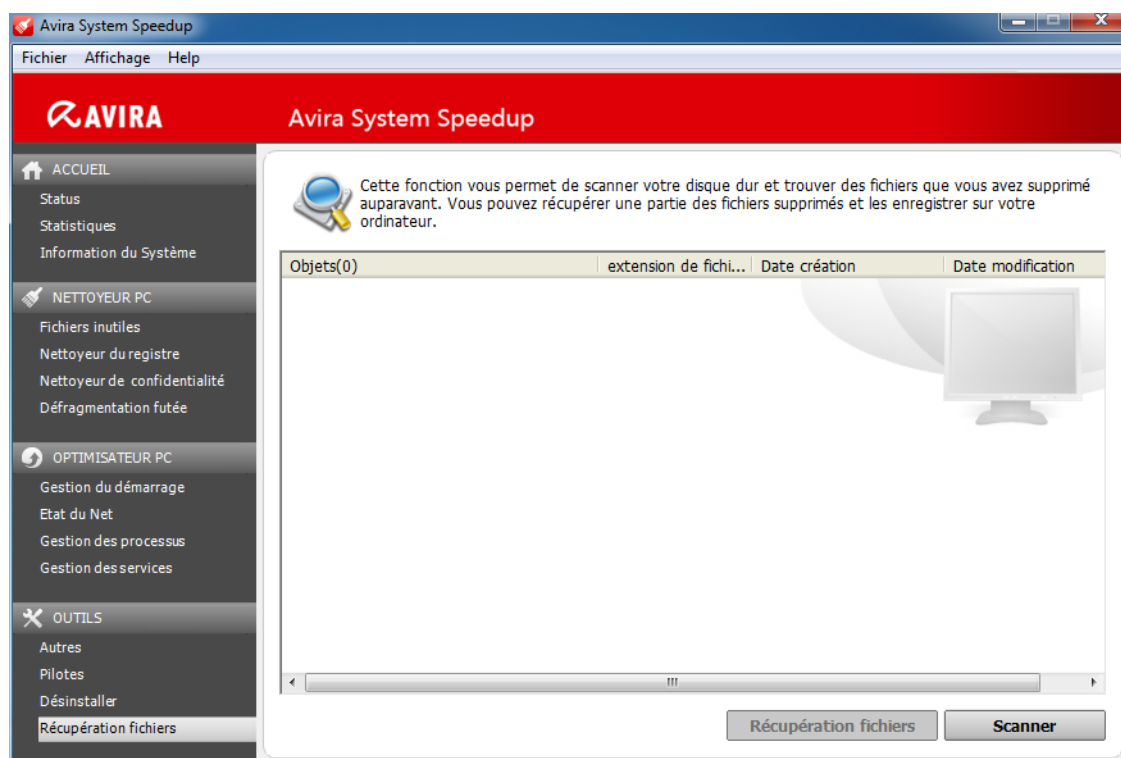 Avira System Speedup
Fichier Affichage Help
AVIRA
Avira System Speedup
ACCUEIL
Status
Statistiques
Information du Système
NETTOYEUR PC
Fichiers inutiles
Nettoyeur du registre
Nettoyeur de confidentialité
Défragmentation futée
OPTIMISATEUR PC
Gestion du démarrage
Etat du Net
Gestion des processus
Gestion des services
OUTILS
Autres
Pilotes
Désinstaller
Récupération fichiers
Cette fonction vous permet de scanner votre disque dur et trouver des fichiers que vous avez supprimé
auparavant. Vous pouvez récupérer une partie des fichiers supprimés et les enregistrer sur votre
ordinateur.
Objets(0) extension de fichi... Date création Date modification
Récupération fichiers Scanner